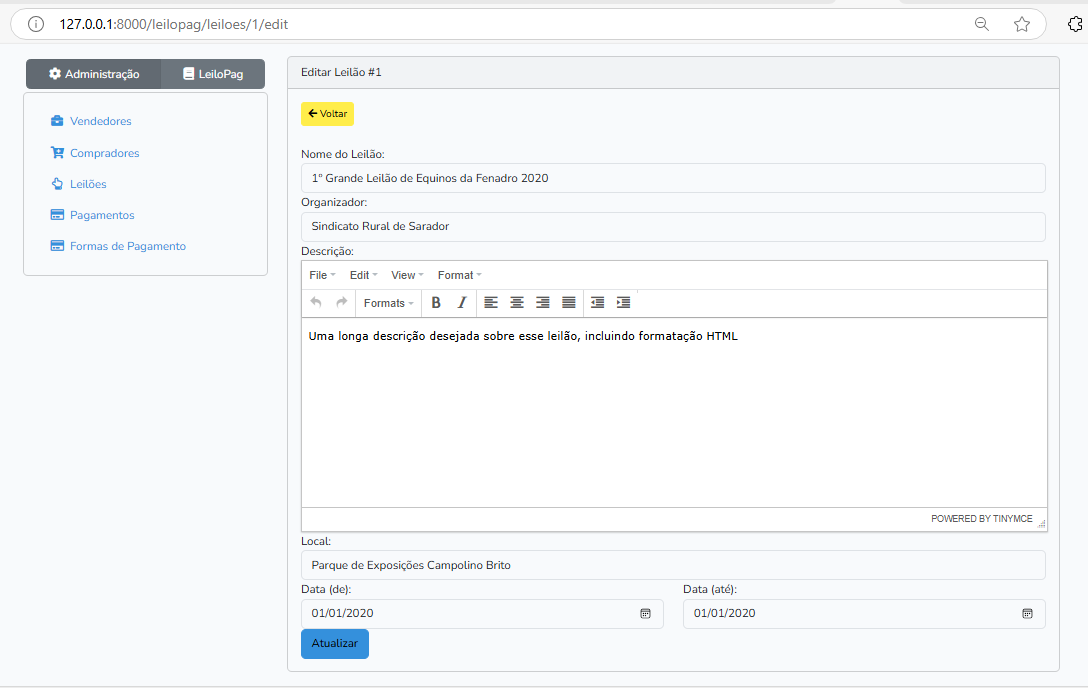 127.0.0.1:8000/leilopag/leiloes/1/edit
Administração LeiloPag
Vendedores
Compradores
Leilões
Pagamentos
Formas de Pagamento
Editar Leilão #1
Voltar
Nome do Leilão:
1º Grande Leilão de Equinos da Fenadro 2020
Organizador:
Sindicato Rural de Sarador
Descrição:
File Edit View Format
Formats B I
Uma longa descrição desejada sobre esse leilão, incluindo formatação HTML
POWERED BY TINYMCE
Local:
Parque de Exposições Campolino Brito
Data (de): Data (até):
01/01/2020 01/01/2020
Atualizar